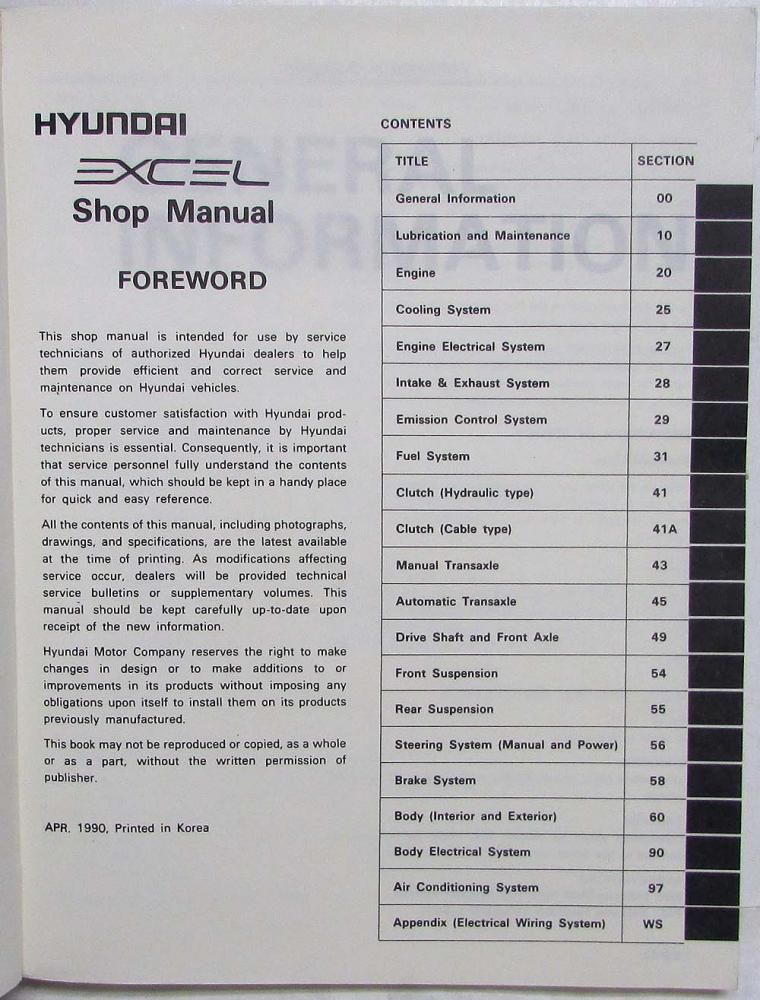 HYUNDAI
EXCEL
Shop Manual
FOREWORD
This shop manual is intended for use by service
technicians of authorized Hyundai dealers to help
them provide efficient and correct service and
maintenance on Hyundai vehicles.
To ensure customer satisfaction with Hyundai prod-
ucts, proper service and maintenance by Hyundai
technicians is essential. Consequently, it is important
that service personnel fully understand the contents
of this manual, which should be kept in a handy place
for quick and easy reference.
All the contents of this manual, including photographs,
drawings, and specifications, are the latest available
at the time of printing. As modifications affecting
service occur, dealers will be provided technical
service bulletins or supplementary volumes. This
manual should be kept carefully up-to-date upon
receipt of the new information.
Hyundai Motor Company reserves the right to make
changes in design or to make additions to or
improvements in its products without imposing any
obligations upon itself to install them on its products
previously manufactured.
This book may not be reproduced or copied, as a whole
or as a part, without the written permission of
publisher.
APR. 1990, Printed in Korea
CONTENTS
TITLE SECTION
General Information 00
Lubrication and Maintenance 10
Engine 20
Cooling System 25
Engine Electrical System 27
Intake & Exhaust System 28
Emission Control System 29
Fuel System 31
Clutch (Hydraulic type) 41
Clutch (Cable type) 41A
Manual Transaxle 43
Automatic Transaxle 45
Drive Shaft and Front Axle 49
Front Suspension 54
Rear Suspension 55
Steering System (Manual and Power) 56
Brake System 58
Body (Interior and Exterior) 60
Body Electrical System 90
Air Conditioning System 97
Appendix (Electrical Wiring System) WS
GENERAL
INFORMATION